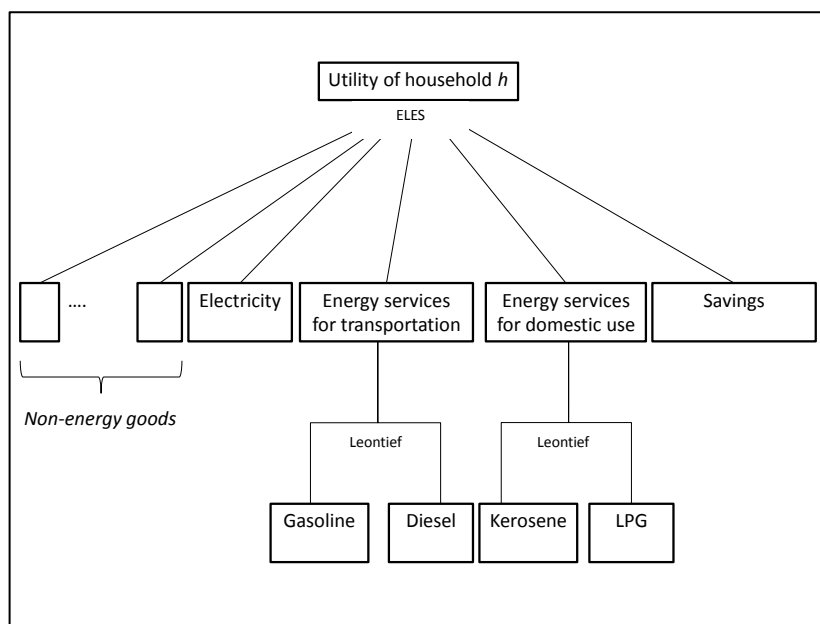 Utility of household h
ELES
....
Electricity
Energy services
for transportation
Energy services
for domestic use
Savings
Non-energy goods
Leontief
Leontief
Gasoline
Diesel
Kerosene
LPG